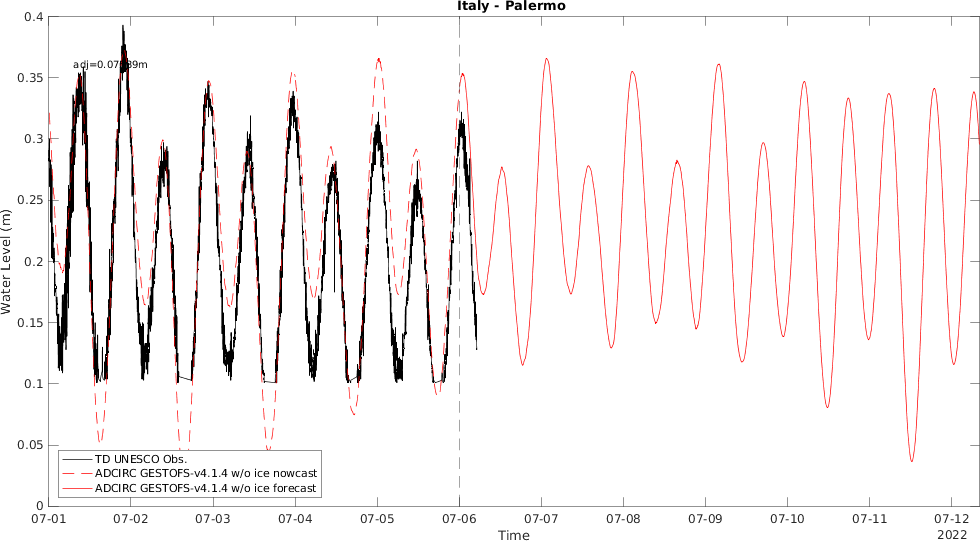 Italy - Palermo
0.4
0.35
0.3
0.25
0.2
0.15
0.1
0.05
0
Water Level (m)
TD UNESCO Obs.
ADCIRC GESTOFS-v4.1.4 w/o ice nowcast
ADCIRC GESTOFS-v4.1.4 w/o ice forecast
07-01 07-02 07-03 07-04 07-05 07-06 07-07 07-08 07-09 07-10 07-11 07-12
Time
2022